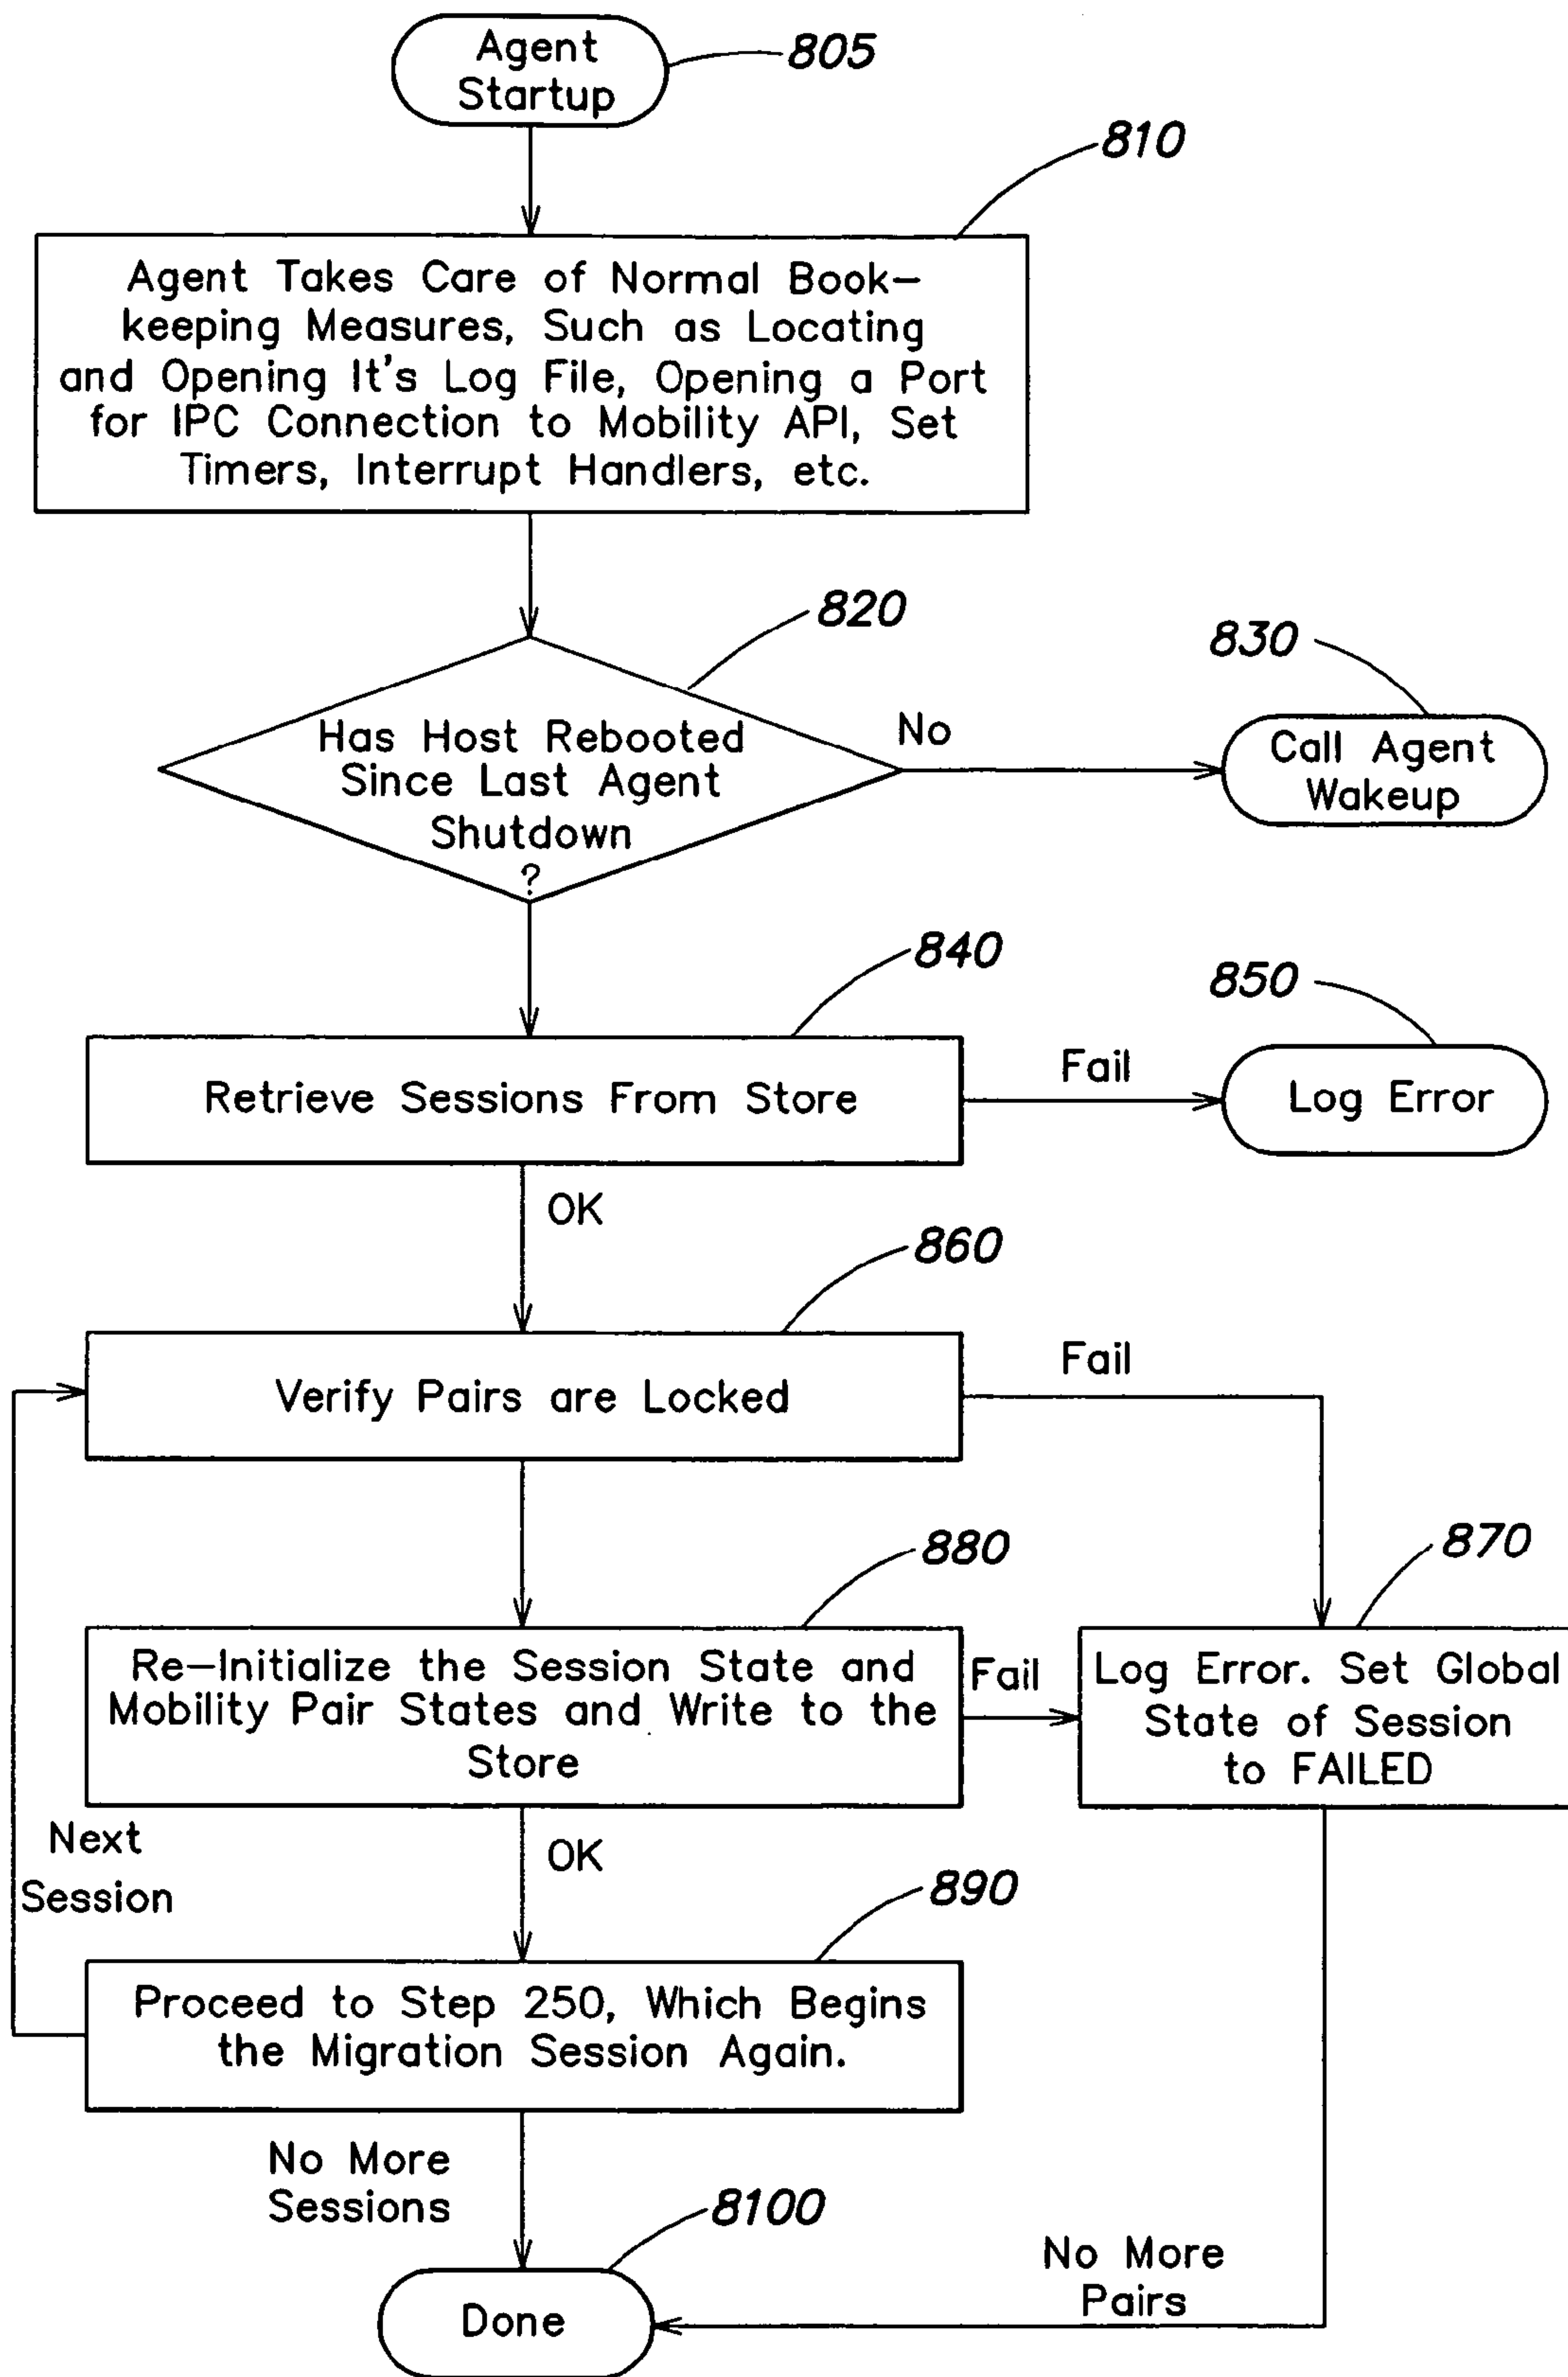 Agent
Startup
805
810
Agent Takes Care of Normal Book-
keeping Measures, Such as Locating
and Opening It's Log File, Opening a Port
for IPC Connection to Mobility API, Set
Timers, Interrupt Handlers, etc.
820
830
Has Host Rebooted
Since Last Agent
Shutdown
?
No
Call Agent
Wakeup
840
850
Retrieve Sessions From Store
Fail
Log Error
OK
860
Verify Pairs are Locked
Fail
880
870
Re-Initialize the Session State and
Mobility Pair States and Write to the
Store
Fail
Log Error. Set Global
State of Session
to FAILED
Next
Session
OK
890
Proceed to Step 250, Which Begins
the Migration Session Again.
No More
Sessions
8100
No More
Pairs
Done